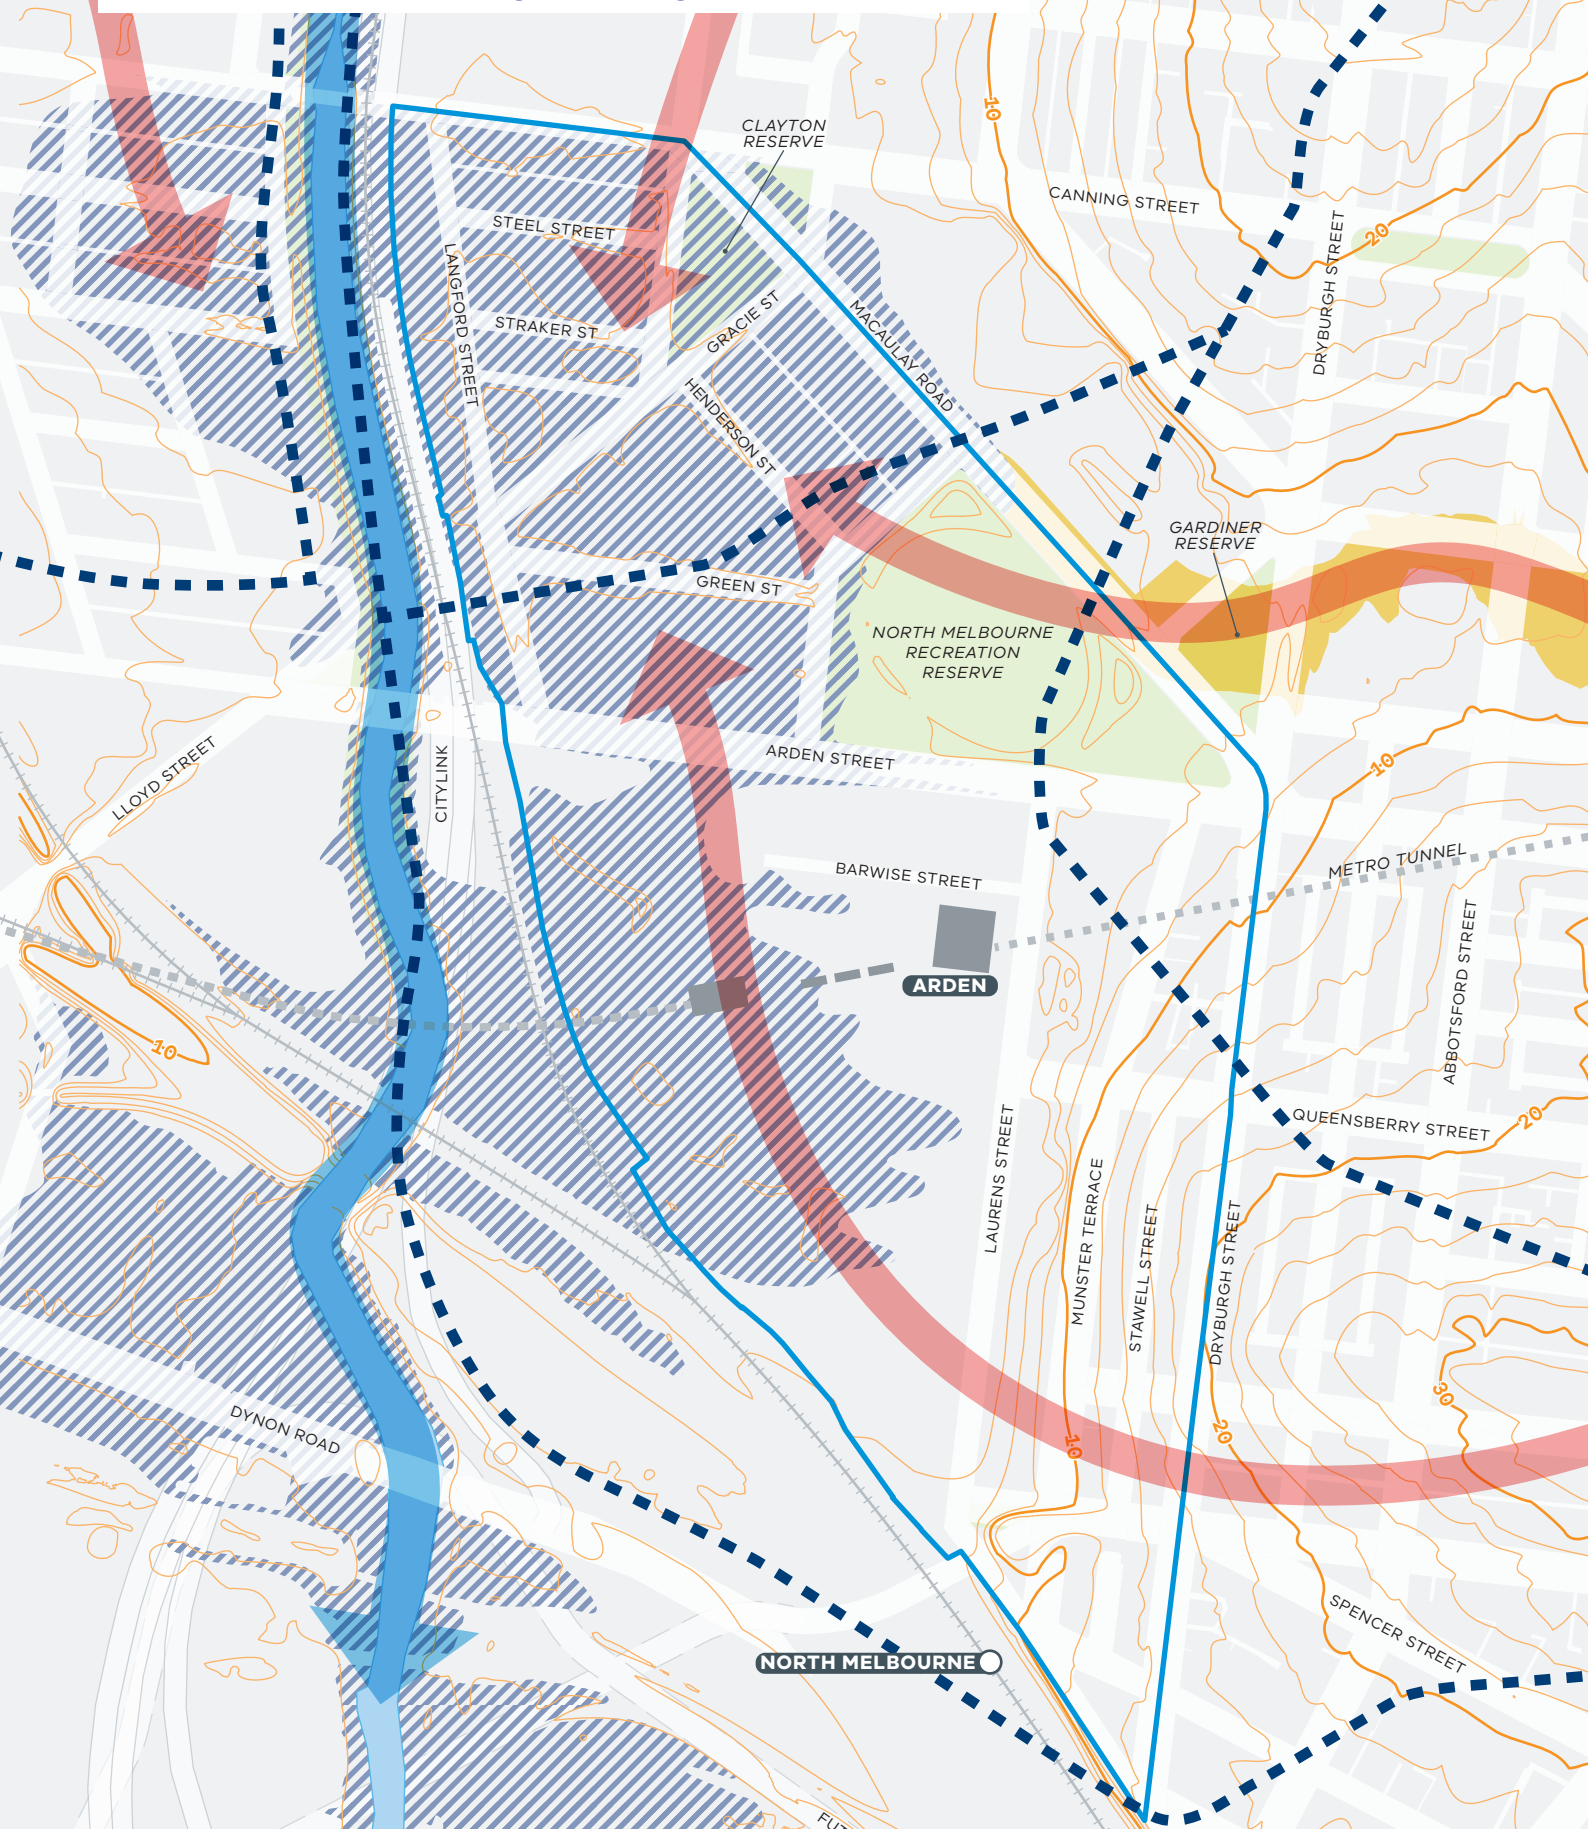 CLAYTON
RESERVE
10
CANNING STREET
STEEL STREET
20
DRYBURGH STREET
LANGFORD STREET
STRAKER ST
GRACIE ST
MACAULAY ROAD
HENDERSON ST
GARDINER
RESERVE
GREEN ST
NORTH MELBOURNE
RECREATION
RESERVE
ARDEN STREET
LLOYD STREET
CITYLINK
10
METRO TUNNEL
BARWISE STREET
ARDEN
ABBOTSFORD STREET
10
QUEENSBERRY STREET
20
LAURENS STREET
MUNSTER TERRACE
STAWELL STREET
DRYBURGH STREET
30
DYNON ROAD
20
10
SPENCER STREET
NORTH MELBOURNE